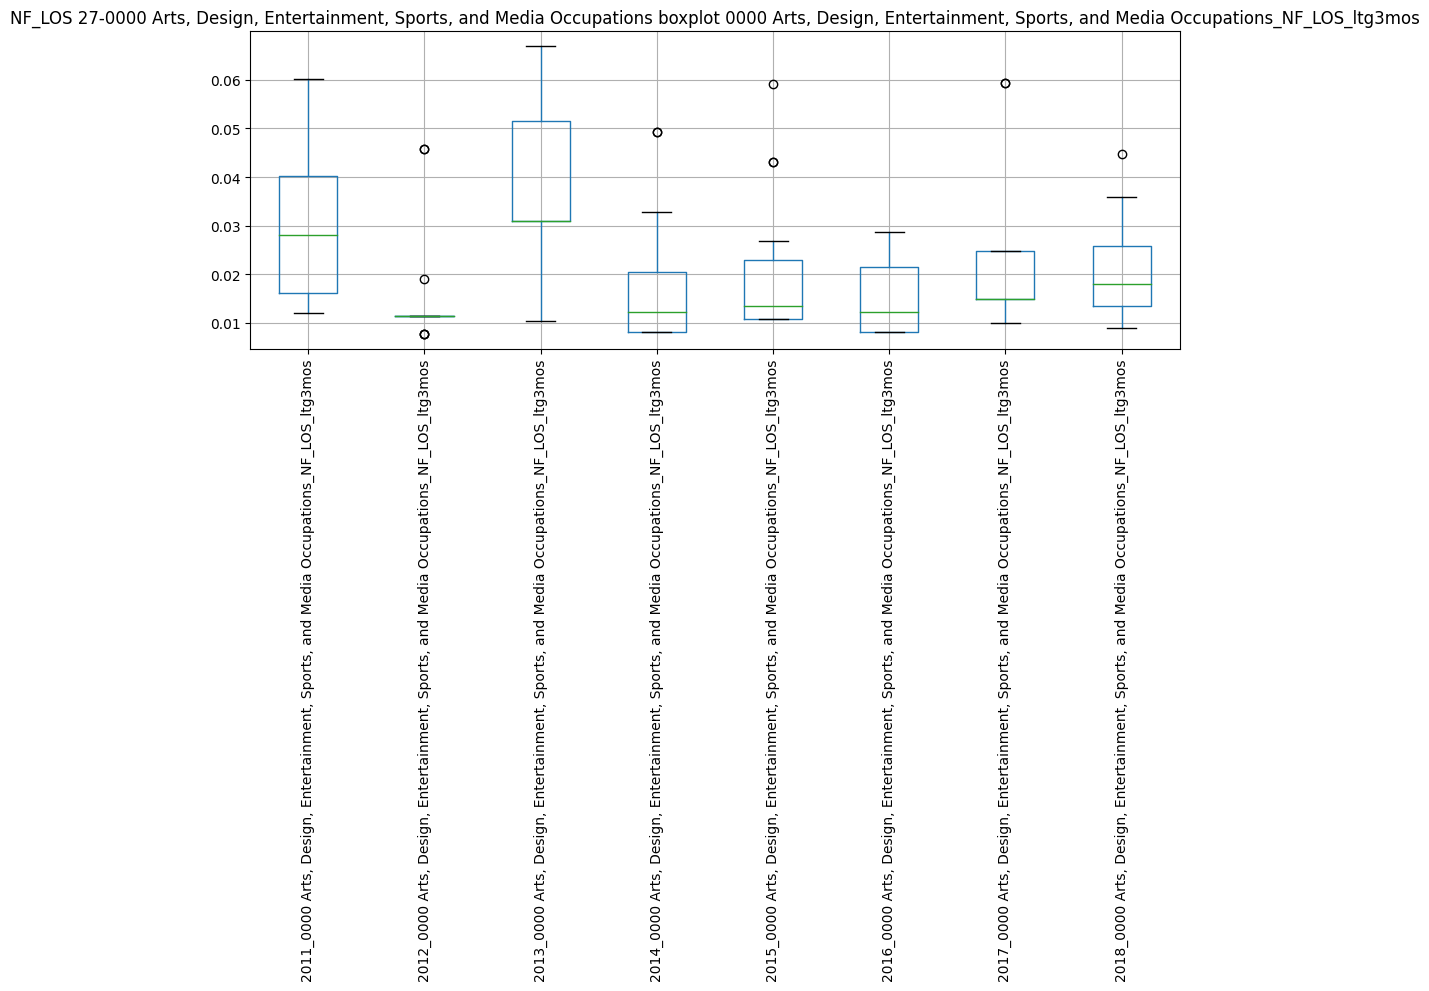 NF_LOS 27-0000 Arts, Design, Entertainment, Sports, and Media Occupations boxplot 0000 Arts, Design, Entertainment, Sports, and Media Occupations_NF_LOS_ltg3mos
0.06
0.05
0.04
0.03
0.02
0.01
2011_0000 Arts, Design, Entertainment, Sports, and Media Occupations_NF_LOS_ltg3mos
2012_0000 Arts, Design, Entertainment, Sports, and Media Occupations_NF_LOS_ltg3mos
2013_0000 Arts, Design, Entertainment, Sports, and Media Occupations_NF_LOS_ltg3mos
2014_0000 Arts, Design, Entertainment, Sports, and Media Occupations_NF_LOS_ltg3mos
2015_0000 Arts, Design, Entertainment, Sports, and Media Occupations_NF_LOS_ltg3mos
2016_0000 Arts, Design, Entertainment, Sports, and Media Occupations_NF_LOS_ltg3mos
2017_0000 Arts, Design, Entertainment, Sports, and Media Occupations_NF_LOS_ltg3mos
2018_0000 Arts, Design, Entertainment, Sports, and Media Occupations_NF_LOS_ltg3mos